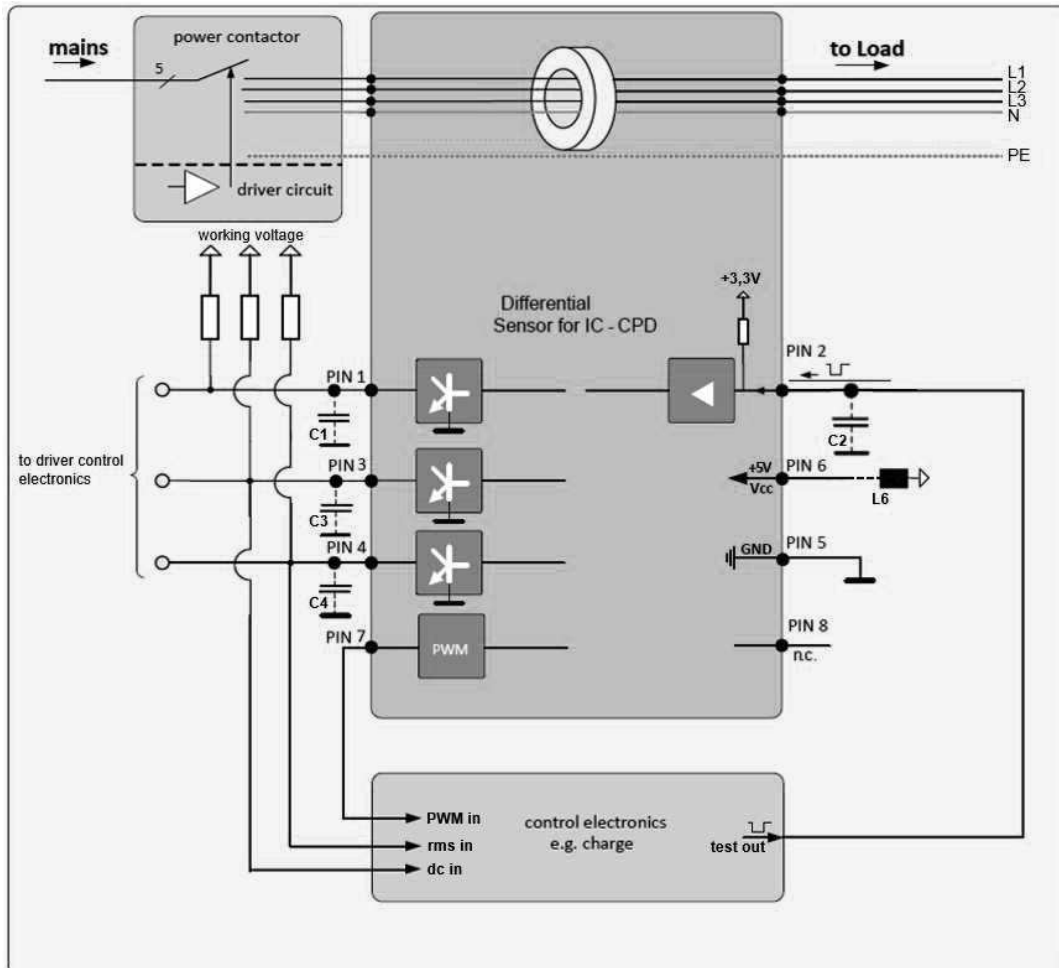 power contactor
mains
5
to Load
L1
L2
L3
N
PE
driver circuit
working voltage
+3,3V
Differential
Sensor for IC - CPD
PIN 2
PIN 1
C1
C2
to driver control
electronics
PIN 3
+5V
Vcc
PIN 6
L6
C3
PIN 4
GND
PIN 5
C4
PIN 7
PWM
PIN 8
n.c.
PWM in
control electronics
e.g. charge
rms in
test out
dc in